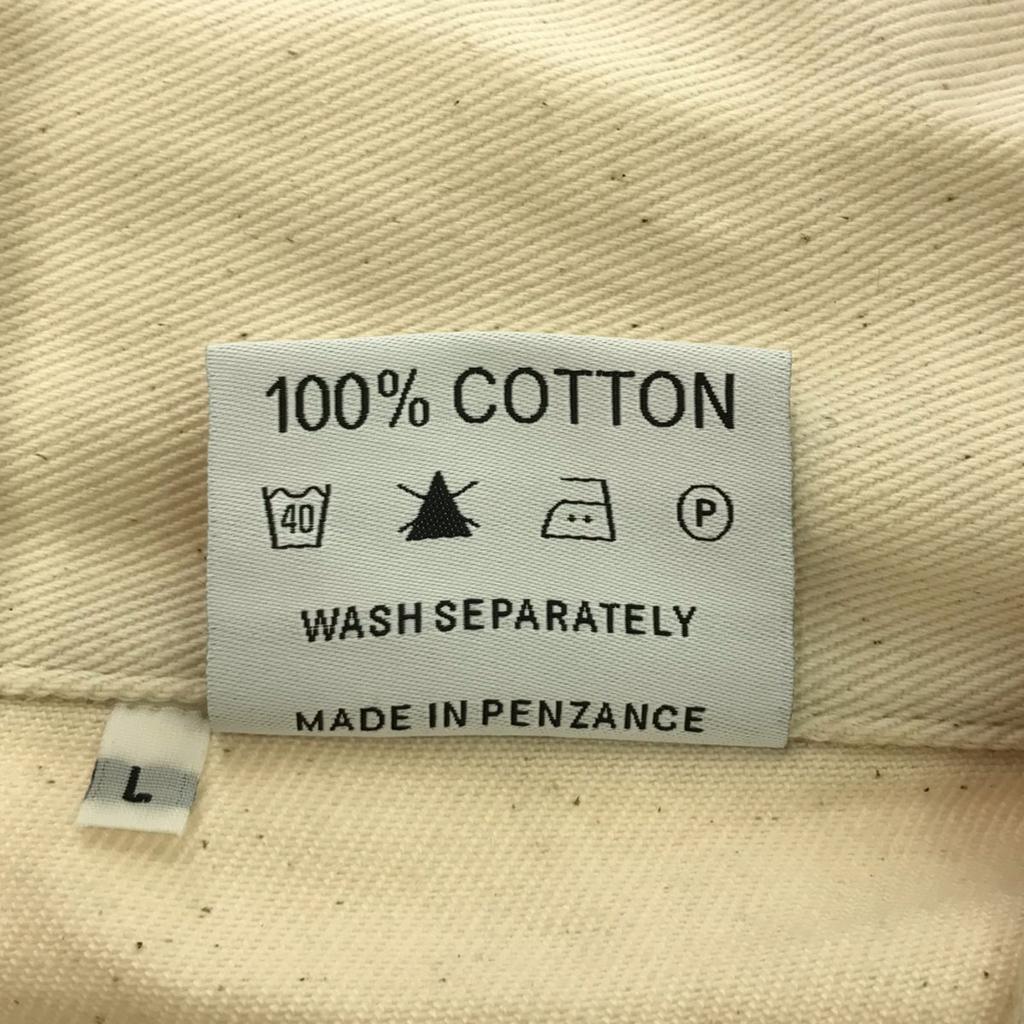 100% COTTON
40 P
WASH SEPARATELY
MADE IN PENZANCE
L